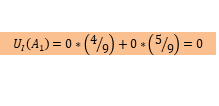 U_I(A_1) = 0 * (4/9) + 0 * (5/9) = 0